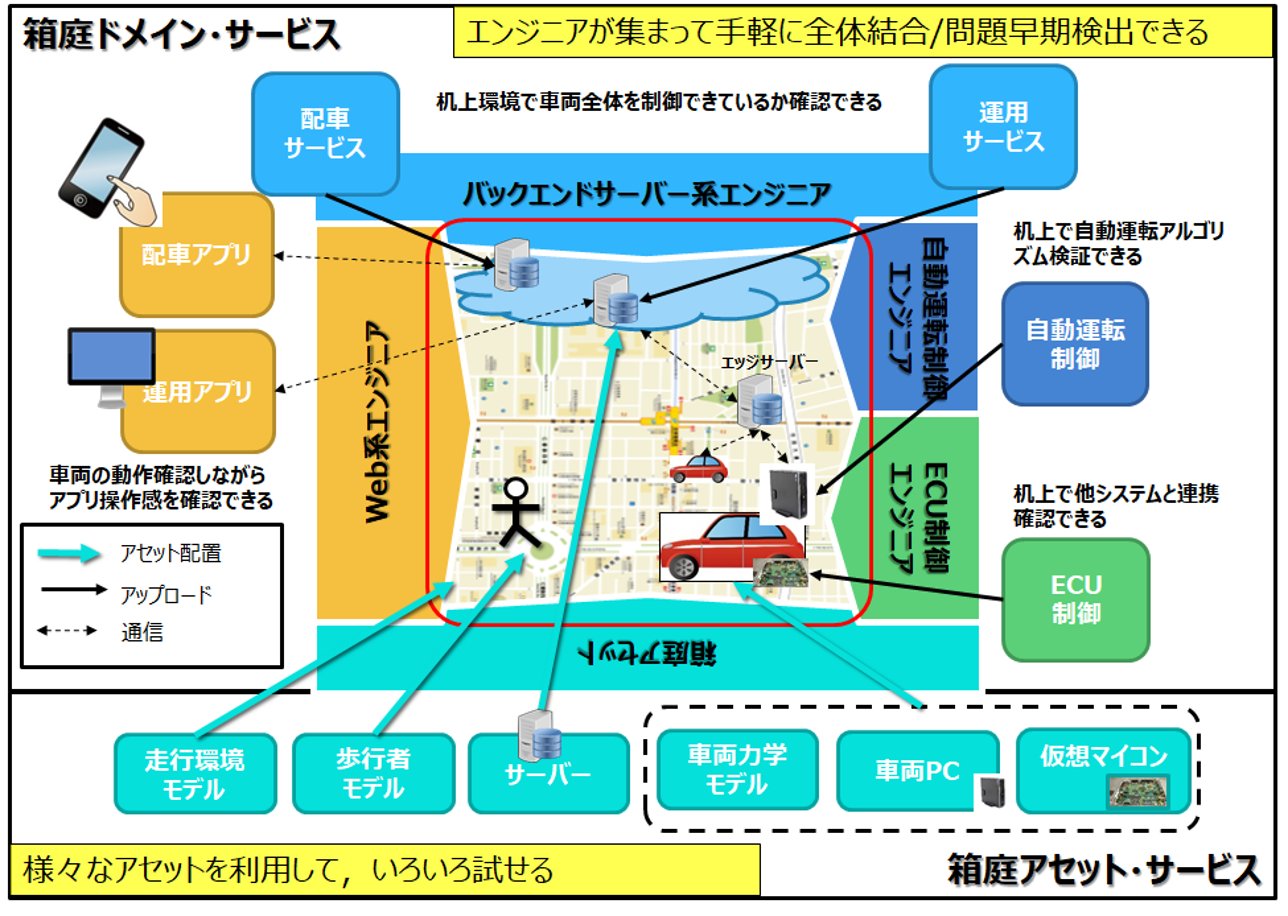 箱庭ドメイン・サービス
エンジニアが集まって手軽に全体結合/問題早期検出できる
配車
サービス
机上環境で車両全体を制御できているか確認できる
運用
サービス
バックエンドサーバー系エンジニア
配車アプリ
運用アプリ
車両の動作確認しながら
アプリ操作感を確認できる
Web系エンジニア
エッジサーバー
自動運転制御
エンジニア
机上で自動運転アルゴリ
ズム検証できる
自動運転
制御
ECU制御
エンジニア
机上で他システムと連携
確認できる
ECU
制御
アセット配置
アップロード
通信
箱庭アセット
走行環境
モデル
歩行者
モデル
サーバー
車両力学
モデル
車両PC
仮想マイコン
様々なアセットを利用して，いろいろ試せる
箱庭アセット・サービス